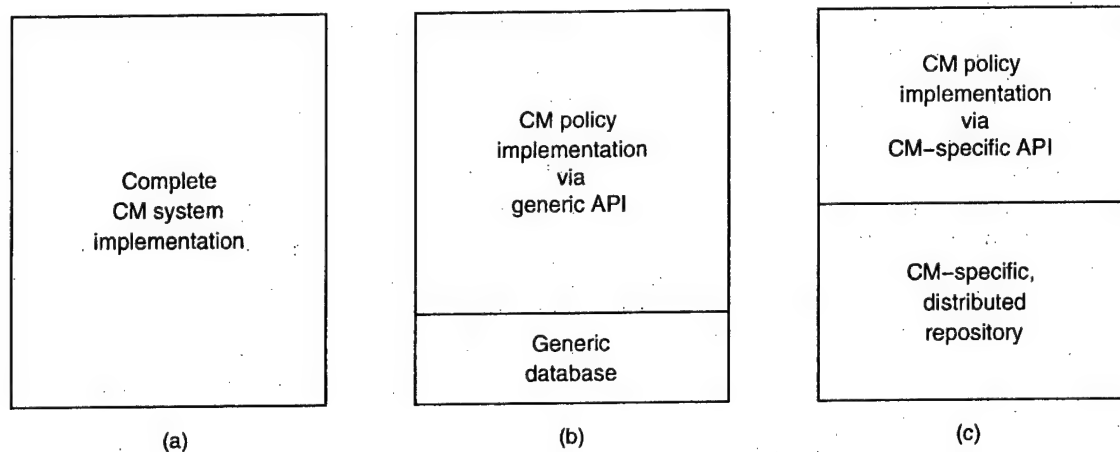 Complete
CM system
implementation
(a)
CM policy
implementation
via
generic API
Generic
database
(b)
CM policy
implementation
via
CM-specific API
CM-specific,
distributed
repository
(c)